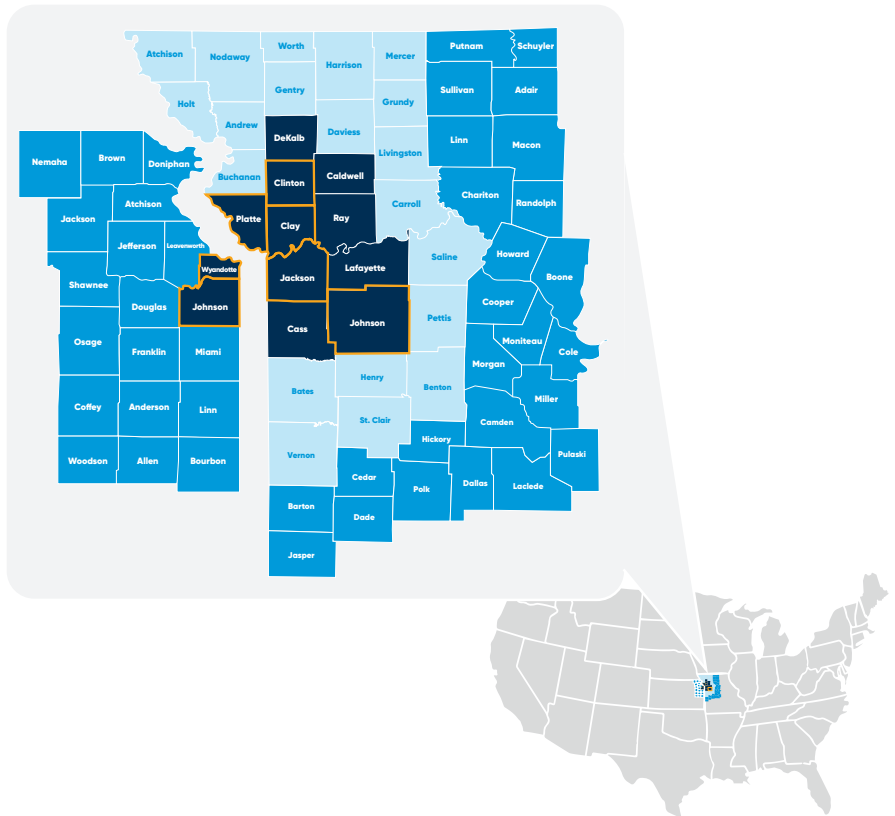 Worth
Putnam
Schuyler
Atchison
Nodaway
Mercer
Harrison
Gentry
Sullivan
Adair
Holt
Grundy
Andrew
Daviess
DeKalb
Linn
Macon
Livingston
Nemaha
Brown
Doniphan
Buchanan
Clinton
Caldwell
Chariton
Randolph
Atchison
Carroll
Jackson
Platte
Clay
Ray
Jefferson
Leavenworth
Howard
Saline
Wyandotte
Lafayette
Boone
Jackson
Shawnee
Cooper
Douglas
Johnson
Pettis
Johnson
Cass
Osage
Moniteau
Cole
Franklin
Miami
Morgan
Henry
Benton
Bates
Miller
Coffey
Anderson
Linn
St. Clair
Camden
Hickory
Vernon
Pulaski
Woodson
Allen
Bourbon
Cedar
Dallas
Laclede
Polk
Barton
Dade
Jasper